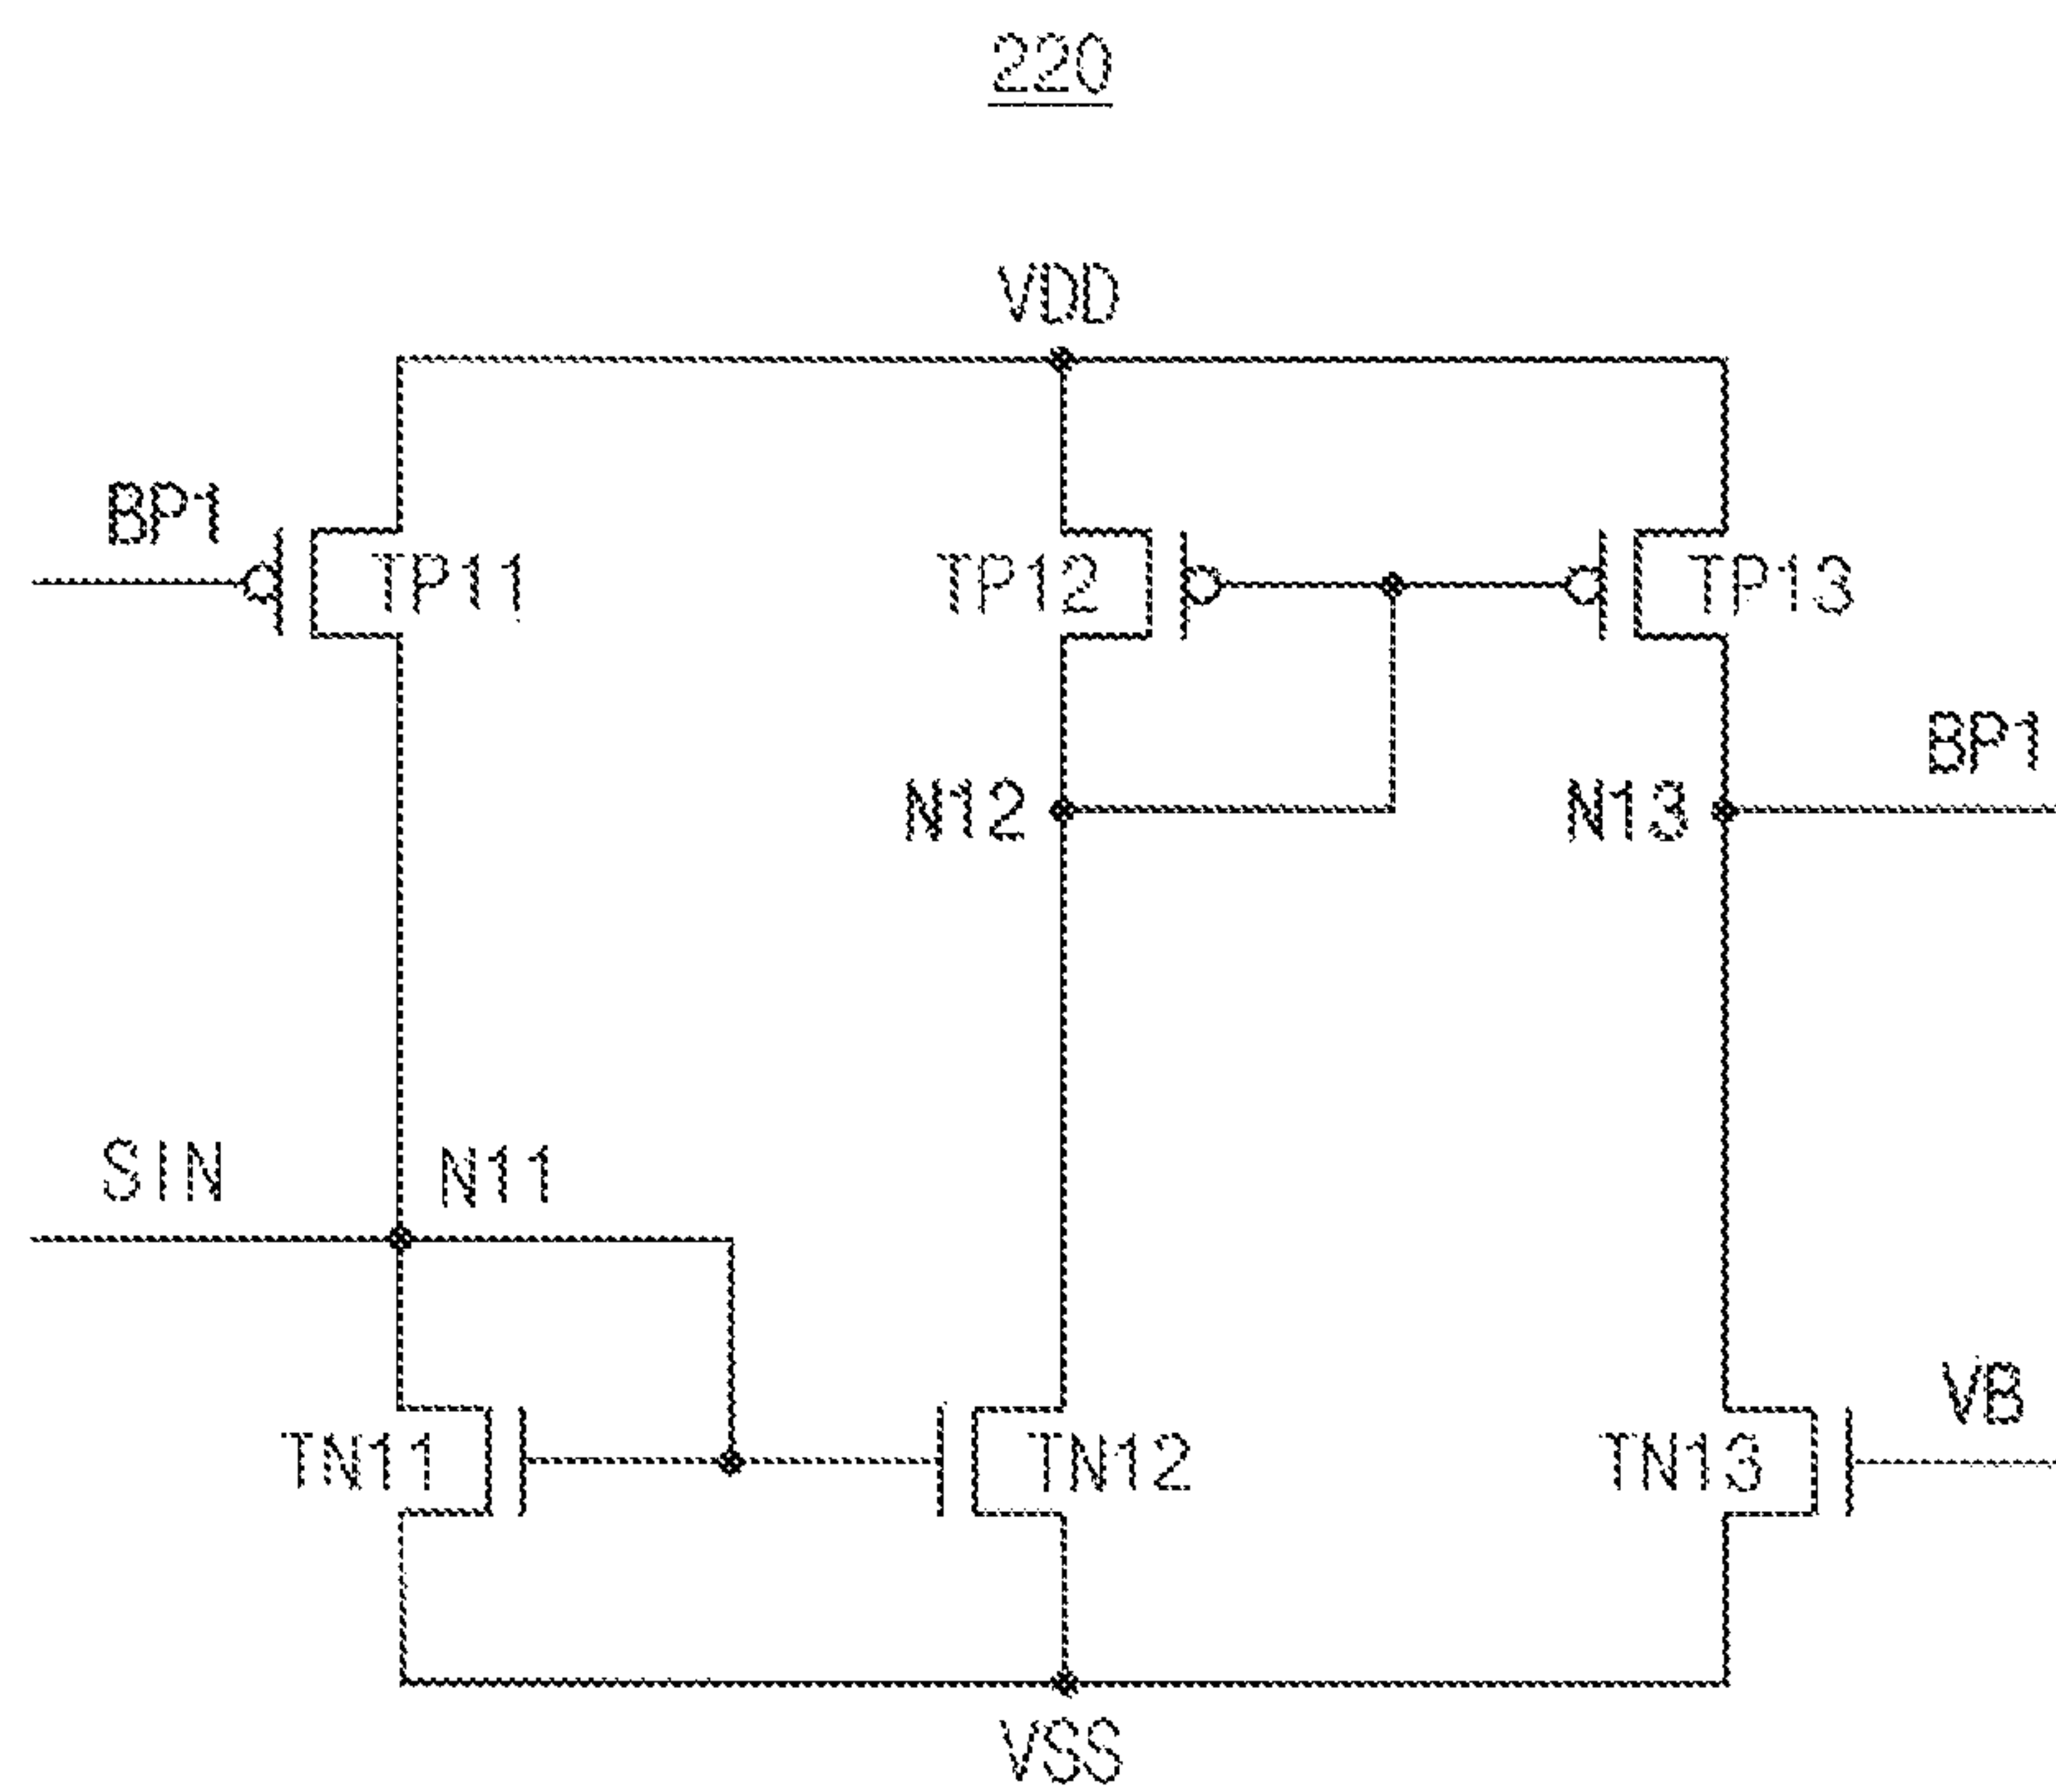 220
VDD
BP1
TP11
TP12
TP13
BP1
N12
N13
SIN
N11
VB
TN11
TN12
TN13
VSS